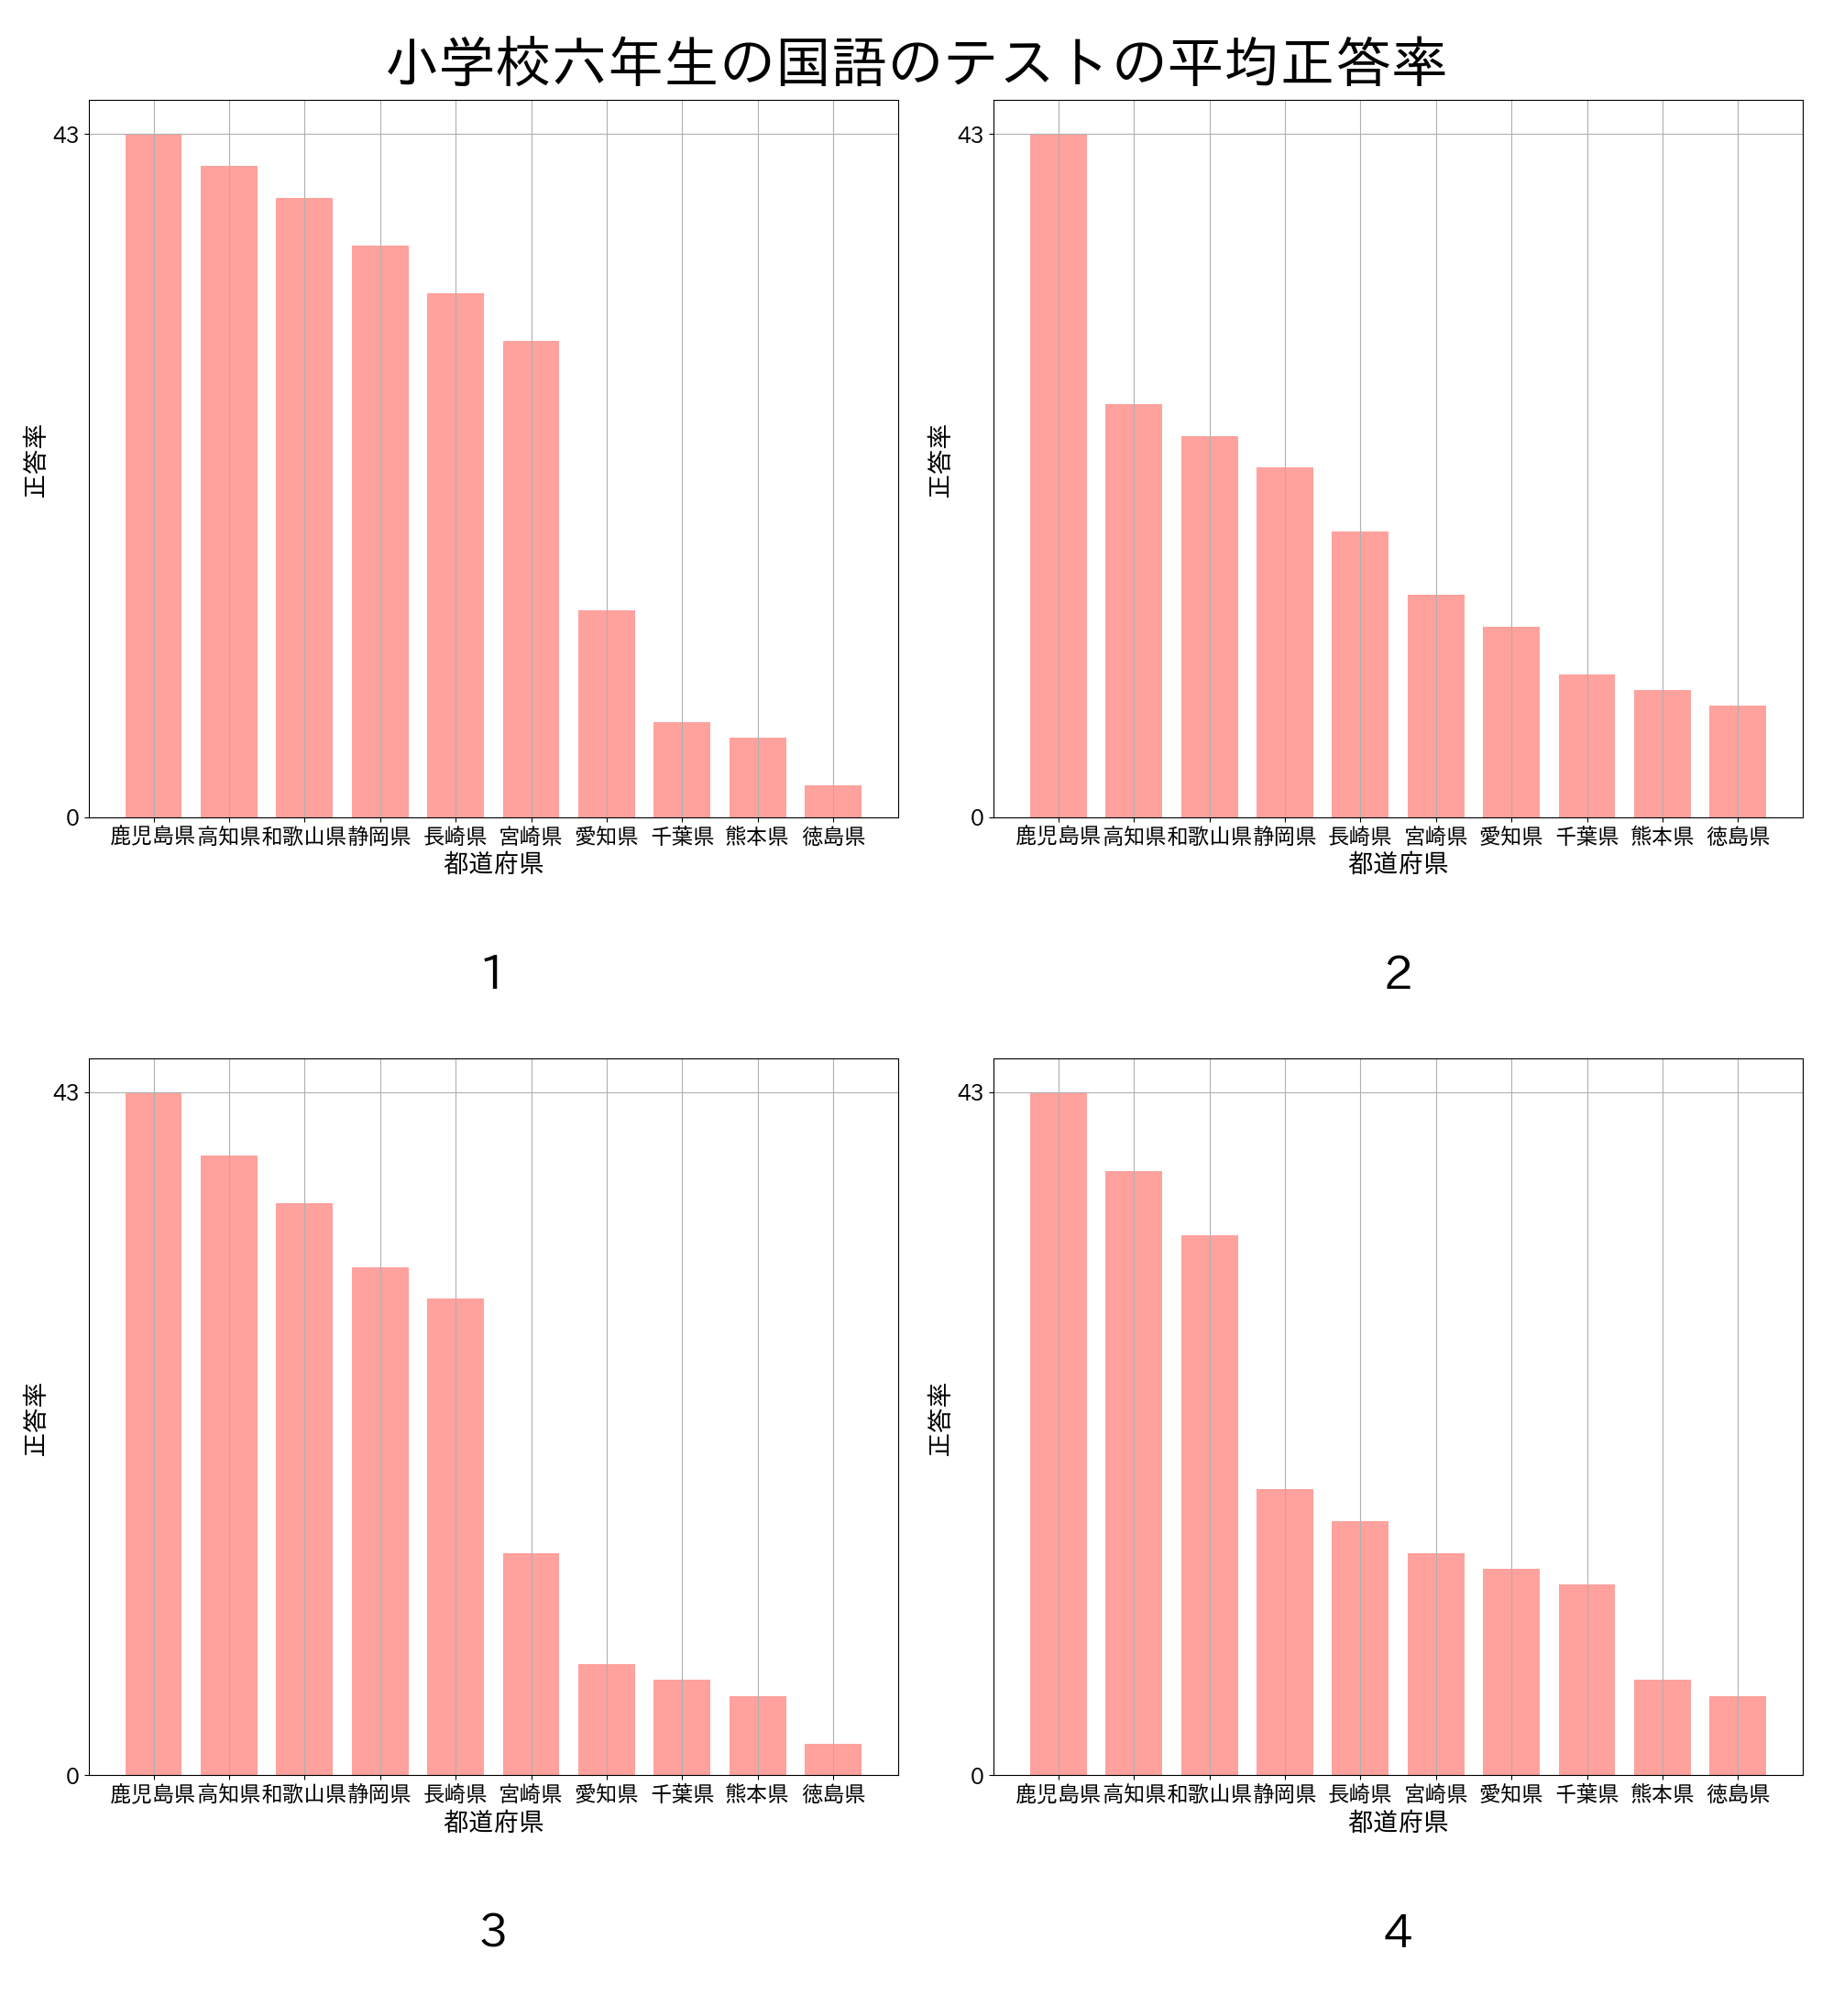 小学校六年生の国語のテストの平均正答率
43
0
正答率
鹿児島県 高知県 和歌山県 静岡県 長崎県 宮崎県 愛知県 千葉県 熊本県 徳島県
都道府県
1
43
0
正答率
鹿児島県 高知県 和歌山県 静岡県 長崎県 宮崎県 愛知県 千葉県 熊本県 徳島県
都道府県
2
43
0
正答率
鹿児島県 高知県 和歌山県 静岡県 長崎県 宮崎県 愛知県 千葉県 熊本県 徳島県
都道府県
3
43
0
正答率
鹿児島県 高知県 和歌山県 静岡県 長崎県 宮崎県 愛知県 千葉県 熊本県 徳島県
都道府県
4